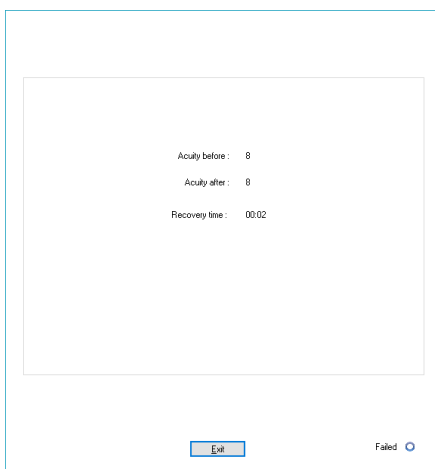 Acuity before : 8
Acuity after : 8
Recovery time : 00:02
Exit Failed